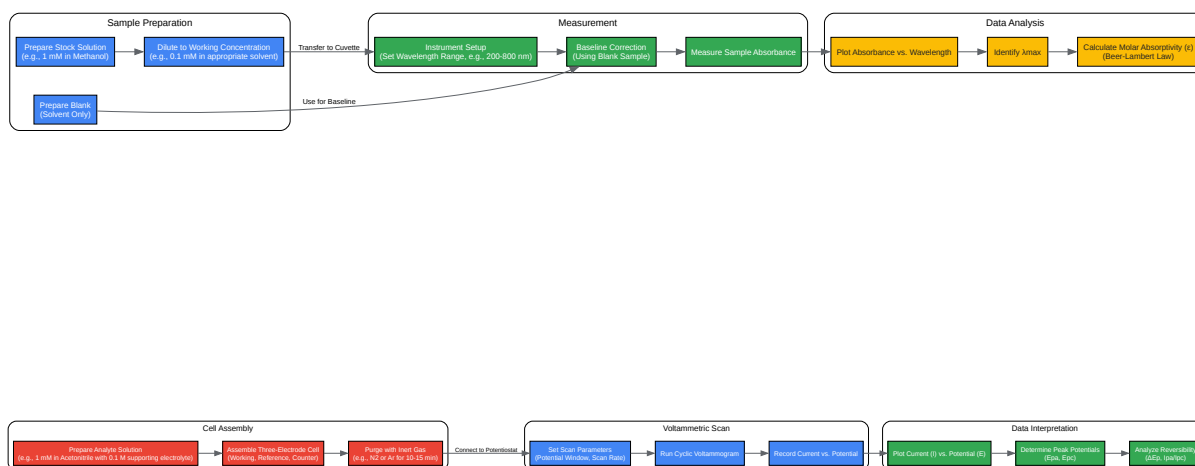 Sample Preparation
Prepare Stock Solution
(e.g., 1 mM in Methanol)
Dilute to Working Concentration
(e.g., 0.1 mM in appropriate solvent)
Prepare Blank
(Solvent Only)
Transfer to Cuvette
Use for Baseline
Measurement
Instrument Setup
(Set Wavelength Range, e.g., 200-800 nm)
Baseline Correction
(Using Blank Sample)
Measure Sample Absorbance
Data Analysis
Plot Absorbance vs. Wavelength
Identify λmax
Calculate Molar Absorptivity (ε)
(Beer-Lambert Law)
Cell Assembly
Prepare Analyte Solution
(e.g., 1 mM in Acetonitrile with 0.1 M supporting electrolyte)
Assemble Three-Electrode Cell
(Working, Reference, Counter)
Purge with Inert Gas
(e.g., N2 or Ar for 10-15 min)
Connect to Potentiostat
Voltammetric Scan
Set Scan Parameters
(Potential Window, Scan Rate)
Run Cyclic Voltammogram
Record Current vs. Potential
Data Interpretation
Plot Current (I) vs. Potential (E)
Determine Peak Potentials
(Epa, Epc)
Analyze Reversibility
(ΔEp, Ipa/Ipc)